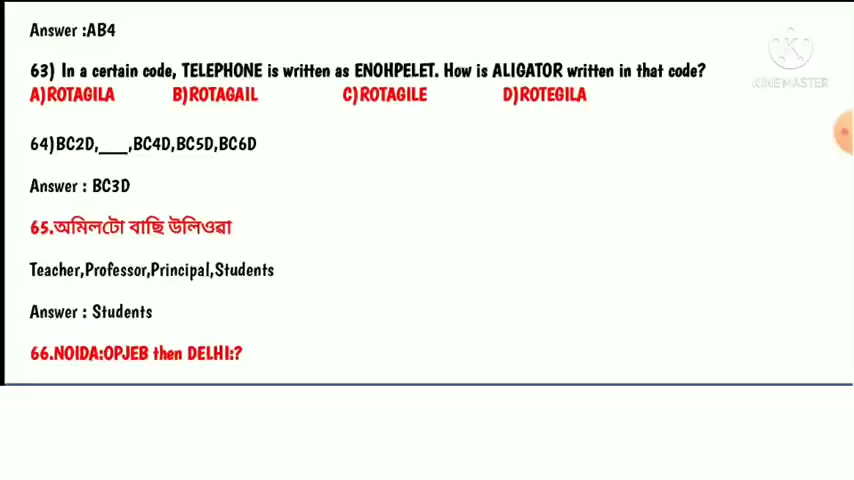 Answer :AB4
63) In a certain code, TELEPHONE is written as ENOHPELET. How is ALIGATOR written in that code?
A)ROTAGILA B)ROTAGAIL C)ROTAGILE D)ROTEGILA
64)BC2D,___,BC4D,BC5D,BC6D
Answer : BC3D
65.অমিলটো বাছি উলিওৱা
Teacher,Professor,Principal,Students
Answer : Students
66.NOIDA:OPJEB then DELHI:?
KINEMASTER